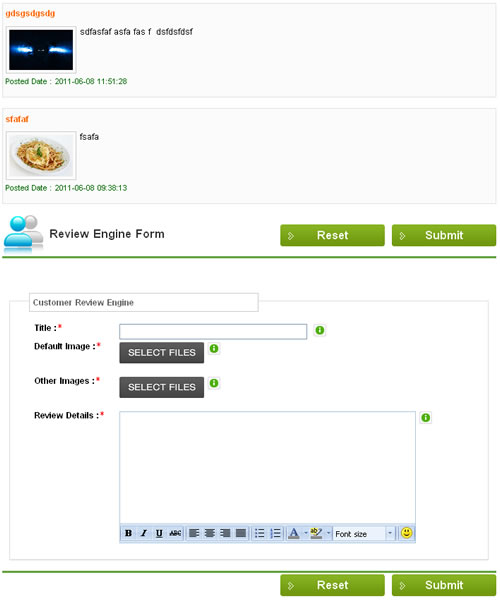 gdsgsdgsdg
sdfasfaf asfa fas f dsfdsfdsf
Posted Date : 2011-06-08 11:51:28
sfafaf
fsafa
Posted Date : 2011-06-08 09:38:13
Review Engine Form
Reset
Submit
Customer Review Engine
Title :*
Default Image :*
SELECT FILES
Other Images :*
SELECT FILES
Review Details :*
B I U ABC A ab Font size
Reset
Submit